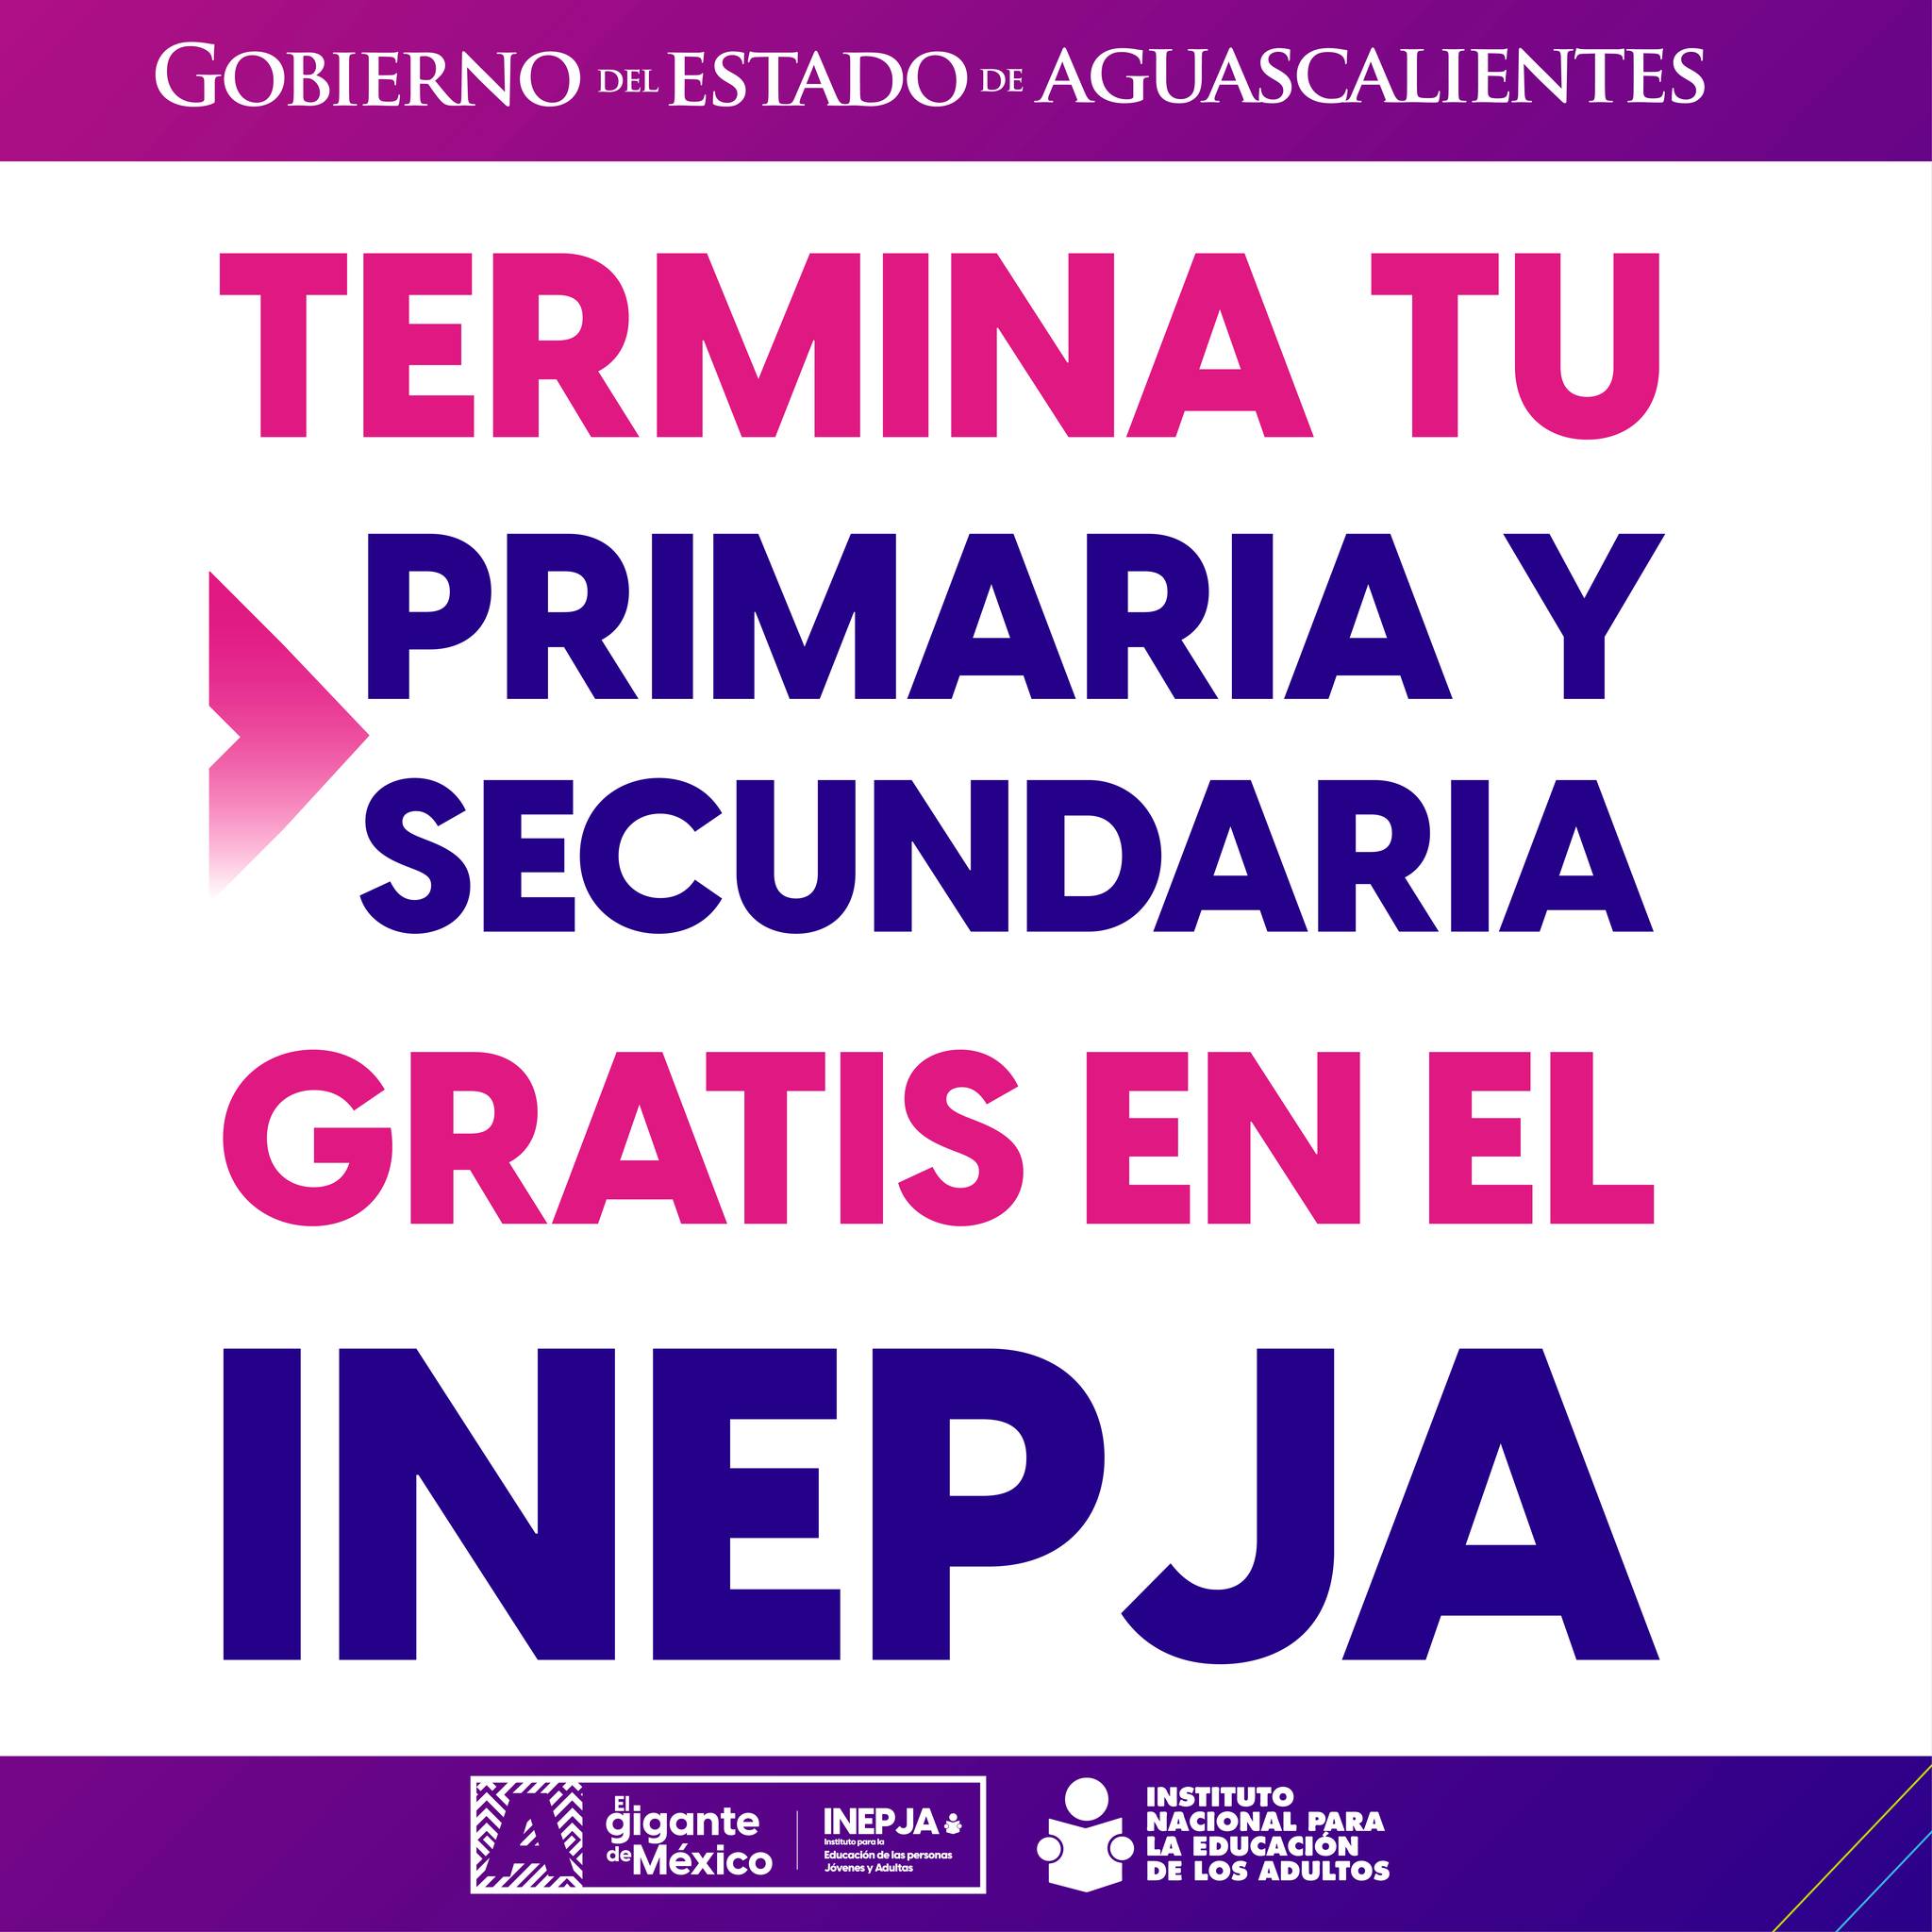 GOBIERNO DEL ESTADO DE AGUASCALIENTES
TERMINA TU
PRIMARIA Y
SECUNDARIA
GRATIS EN EL
INEPJA
El
gigante
de México
INEPJA
Instituto para la
Educación de las personas
Jóvenes y Adultas
INSTITUTO
NACIONAL PARA
LA EDUCACIÓN
DE LOS ADULTOS